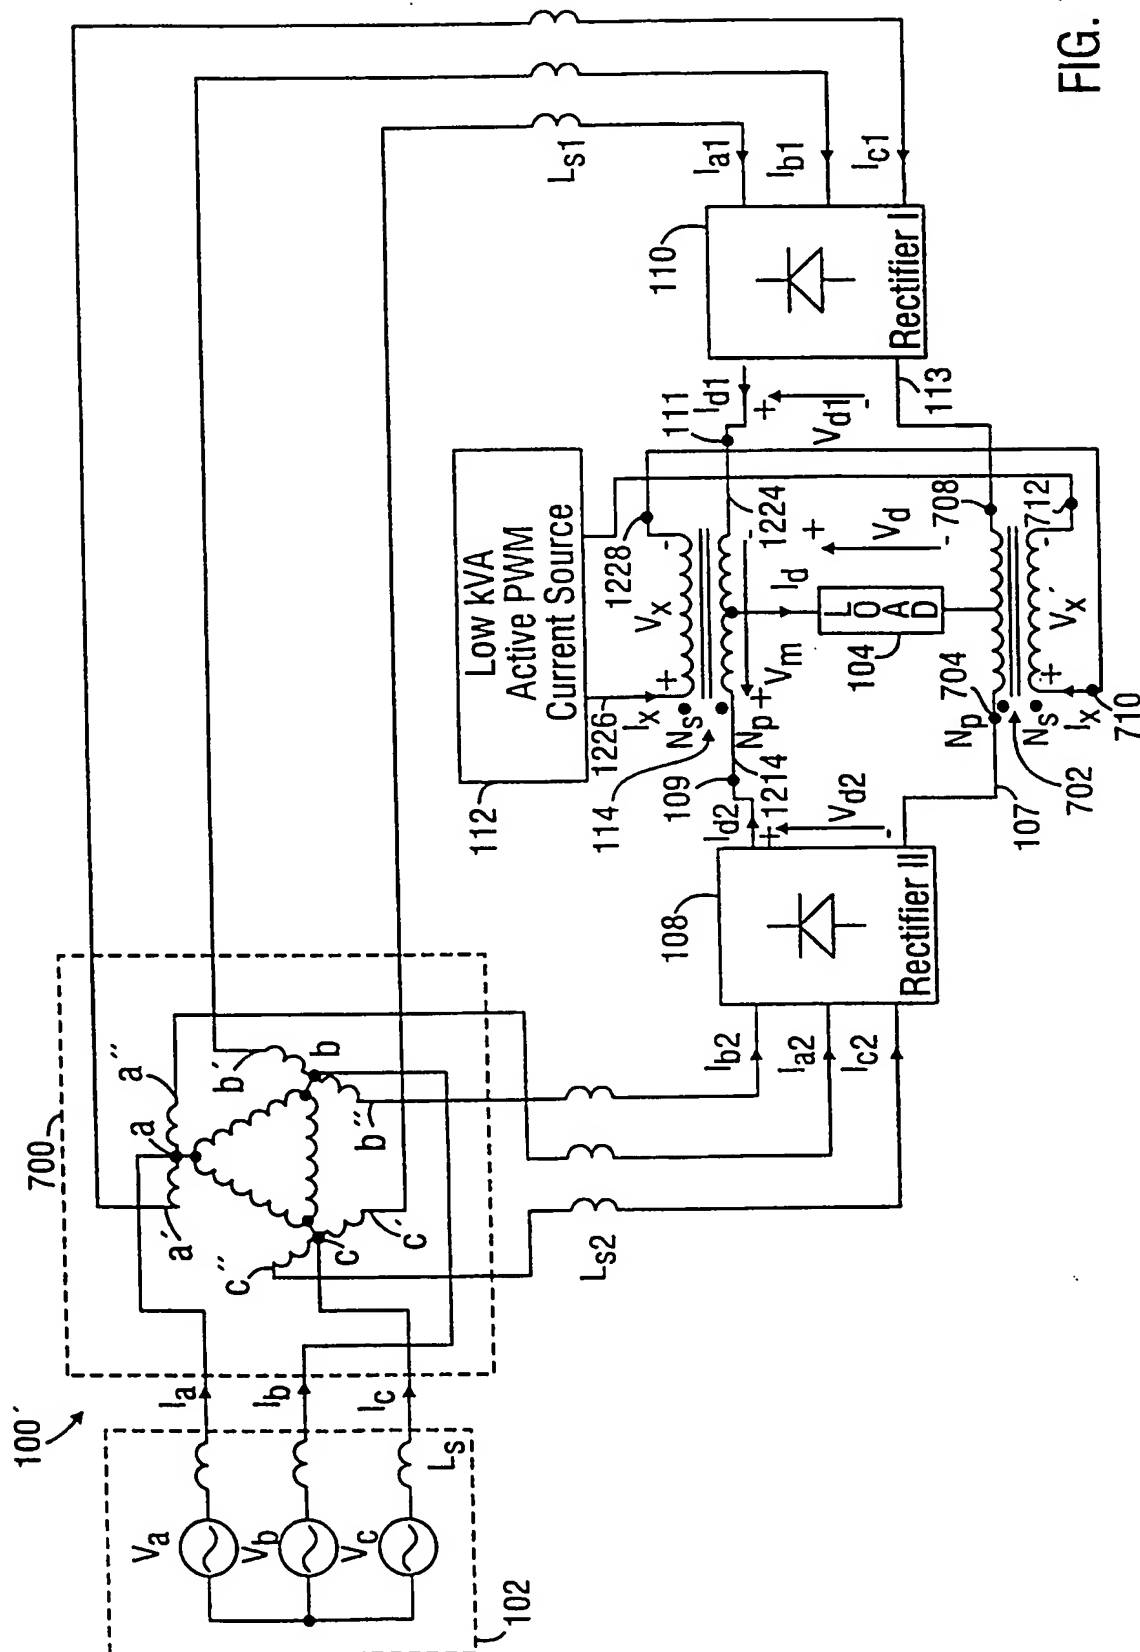 100´
102
Va
Vb
Vc
Ls
Ia
Ib
Ic
700
a´
a
a´´
b´
b
b´´
c´´
c
c´
Ls1
Ls2
Ia1
Ib1
Ic1
Ib2
Ia2
Ic2
112
Low kVA
Active PWM
Current Source
1226
1228
Ix
+
Vx
-
Ns
114
Np
+
Vm
-
1214
1224
109
111
Id2
Id1
+
Vd2
-
+
Vd1
-
108
Rectifier II
110
Rectifier I
107
113
Id
LOAD
104
+
Vd
-
704
708
Np
Ns
702
Ix
+
Vx´
-
710
712
FIG.